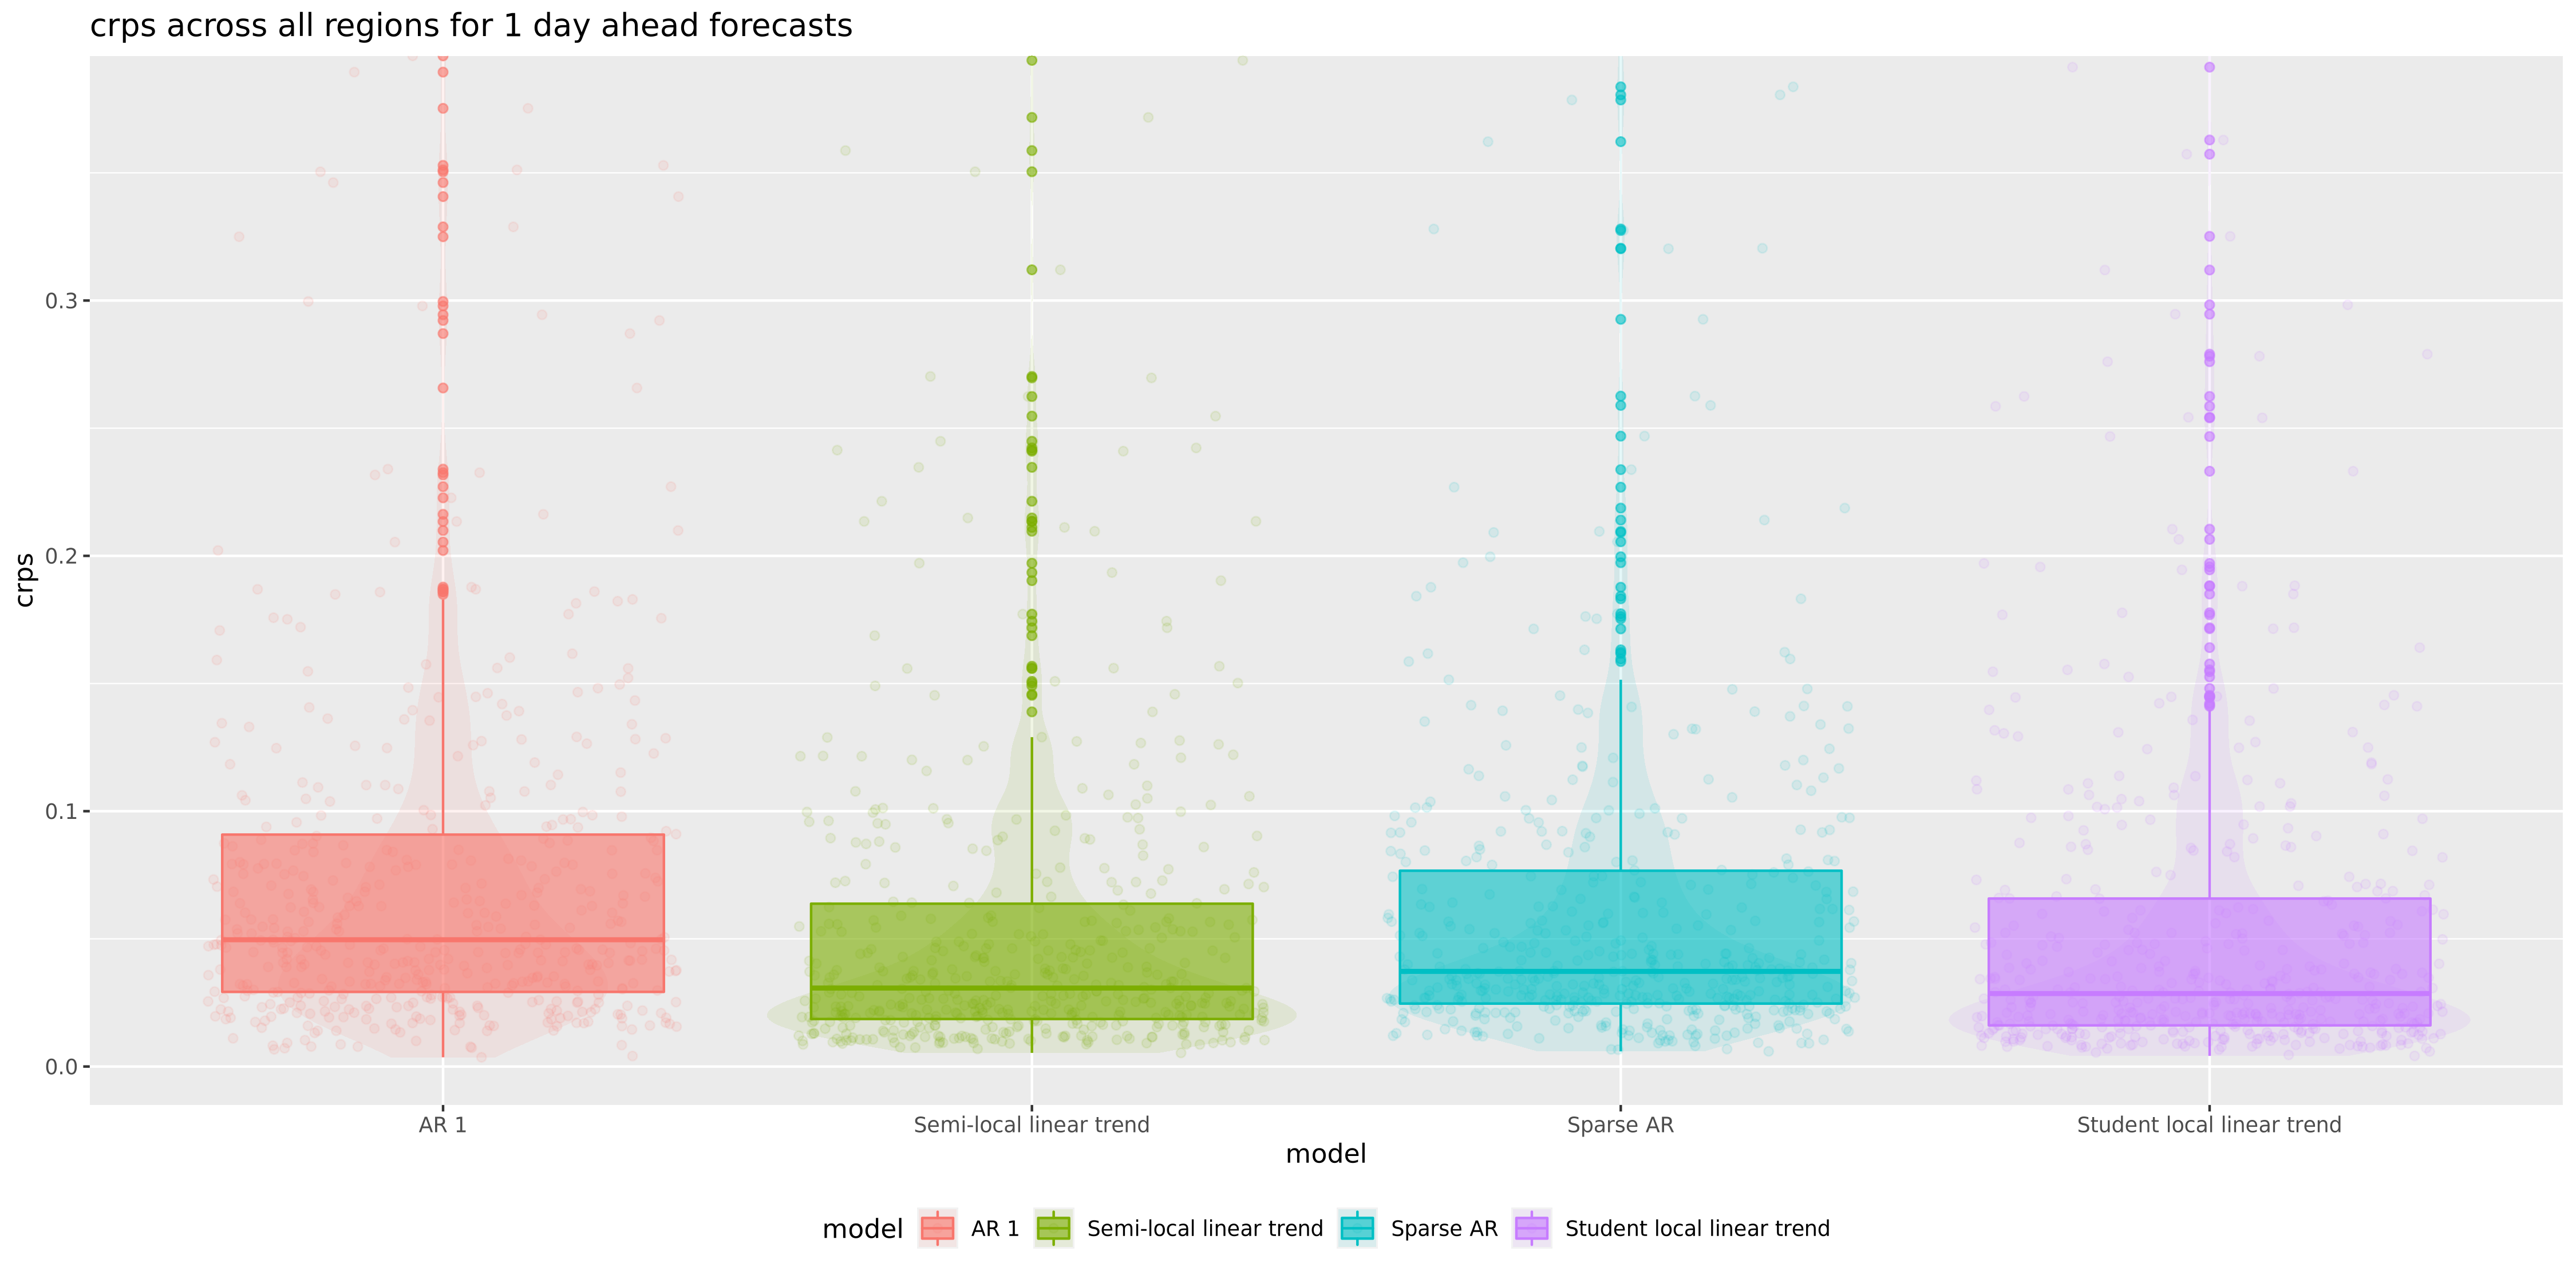 crps across all regions for 1 day ahead forecasts
crps
0.3
0.2
0.1
0.0
AR 1 Semi-local linear trend Sparse AR Student local linear trend
model
model AR 1 Semi-local linear trend Sparse AR Student local linear trend